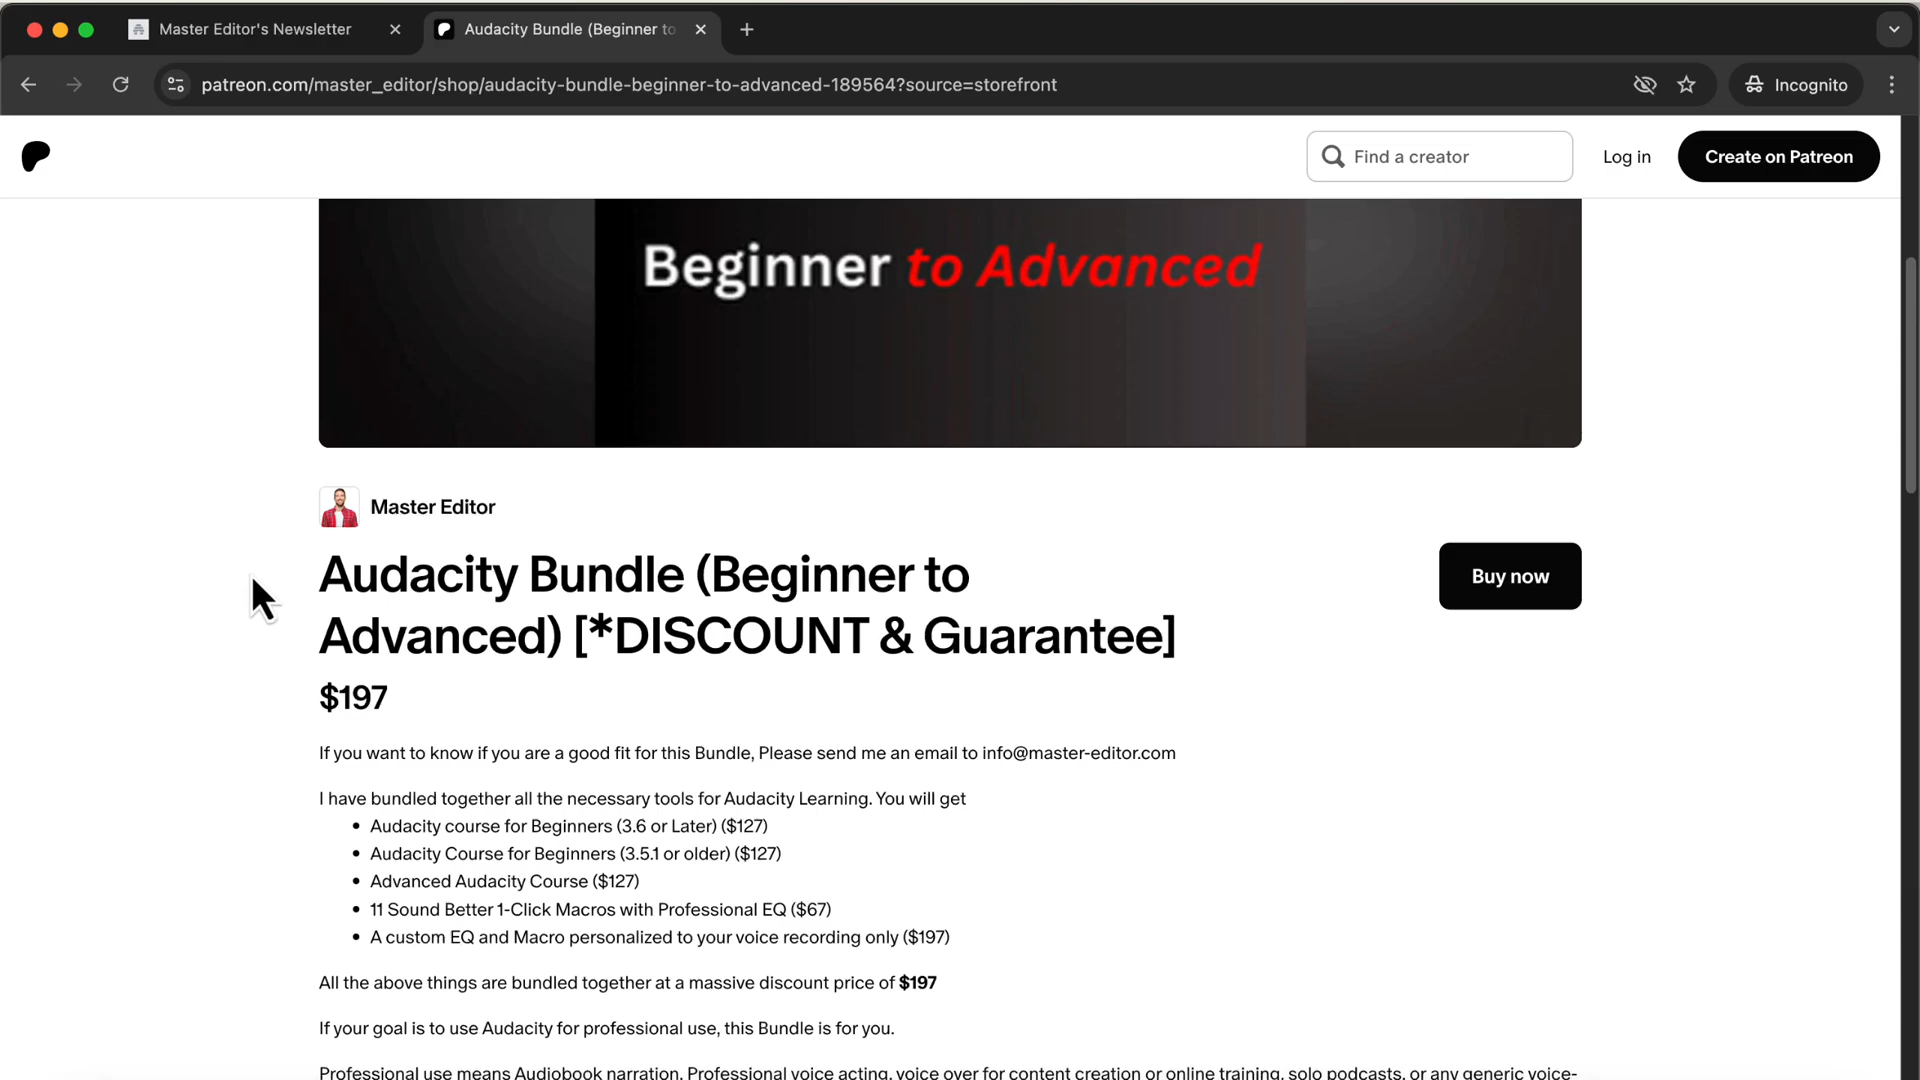 Master Editor's Newsletter
Audacity Bundle (Beginner to
patreon.com/master_editor/shop/audacity-bundle-beginner-to-advanced-189564?source=storefront
Incognito
Find a creator
Log in
Create on Patreon
Beginner to Advanced
Master Editor
Audacity Bundle (Beginner to
Advanced) [*DISCOUNT & Guarantee]
Buy now
$197
If you want to know if you are a good fit for this Bundle, Please send me an email to info@master-editor.com
I have bundled together all the necessary tools for Audacity Learning. You will get
• Audacity course for Beginners (3.6 or Later) ($127)
• Audacity Course for Beginners (3.5.1 or older) ($127)
• Advanced Audacity Course ($127)
• 11 Sound Better 1-Click Macros with Professional EQ ($67)
• A custom EQ and Macro personalized to your voice recording only ($197)
All the above things are bundled together at a massive discount price of $197
If your goal is to use Audacity for professional use, this Bundle is for you.
Professional use means Audiobook narration, Professional voice acting, voice over for content creation or online training, solo podcasts, or any generic voice-